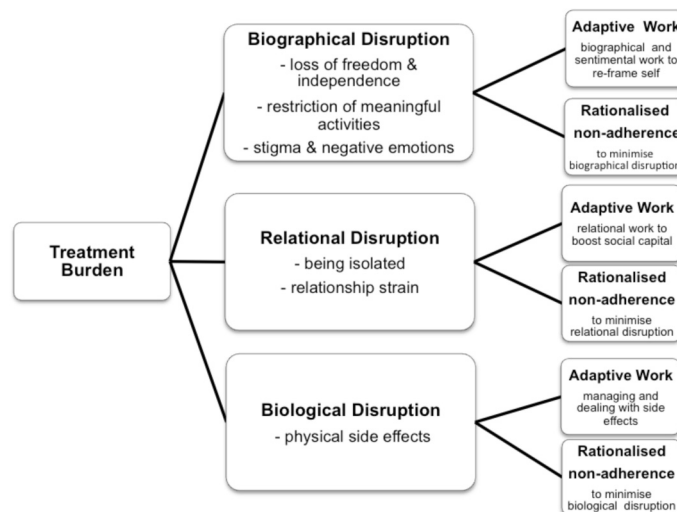 Treatment
Burden
Biographical Disruption
- loss of freedom &
independence
- restriction of meaningful
activities
- stigma & negative emotions
Adaptive Work
biographical and
sentimental work to
re-frame self
Rationalised
non-adherence
to minimise
biographical disruption
Relational Disruption
- being isolated
- relationship strain
Adaptive Work
relational work to
boost social capital
Rationalised
non-adherence
to minimise
relational disruption
Biological Disruption
- physical side effects
Adaptive Work
managing and
dealing with side
effects
Rationalised
non-adherence
to minimise
biological disruption